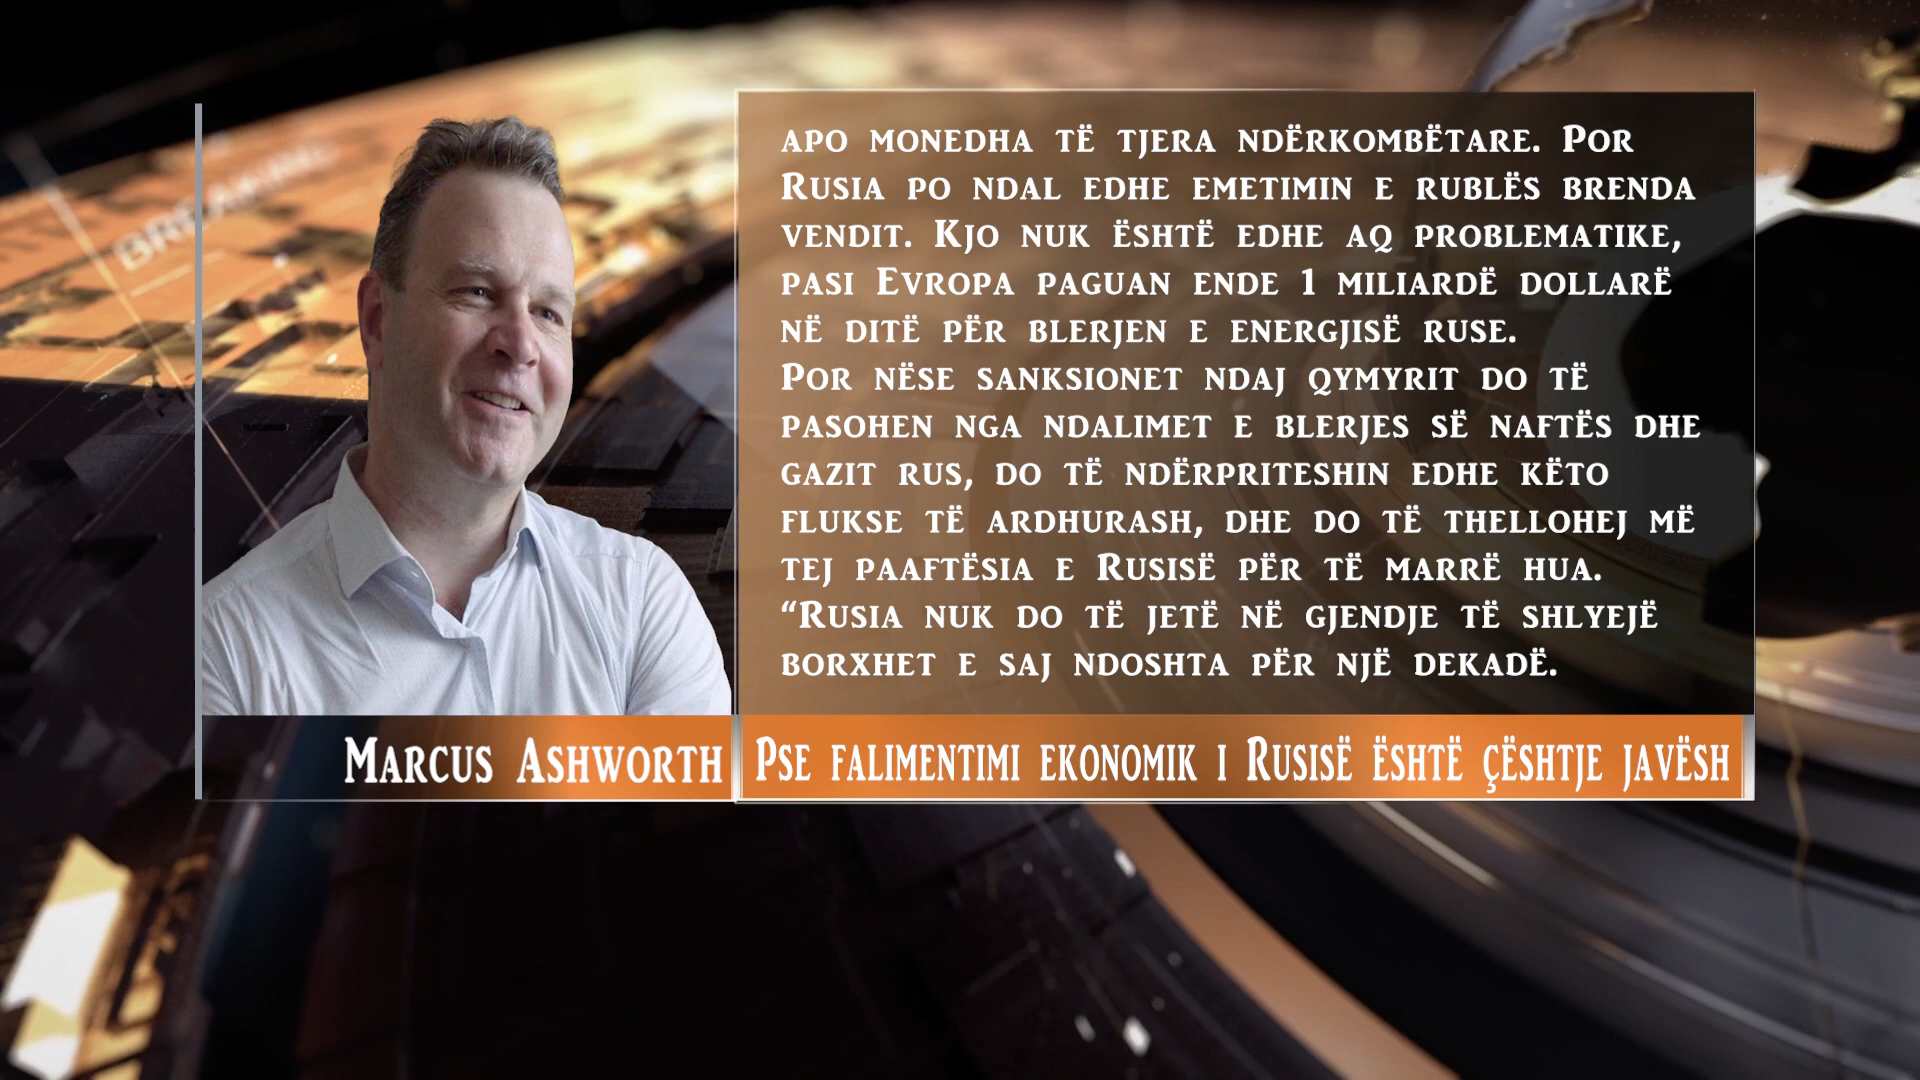 BREAKING
apo monedha të tjera ndërkombëtare. Por
Rusia po ndal edhe emetimin e rublës brenda
vendit. Kjo nuk është edhe aq problematike,
pasi Evropa paguan ende 1 miliardë dollarë
në ditë për blerjen e energjisë ruse.
Por nëse sanksionet ndaj qymyrit do të
pasohen nga ndalimet e blerjes së naftës dhe
gazit rus, do të ndërpriteshin edhe këto
flukse të ardhurash, dhe do të thellohej më
tej paaftësia e Rusisë për të marrë hua.
“Rusia nuk do të jetë në gjendje të shlyejë
borxhet e saj ndoshta për një dekadë.
Marcus Ashworth
Pse falimentimi ekonomik i Rusisë është çështje javësh